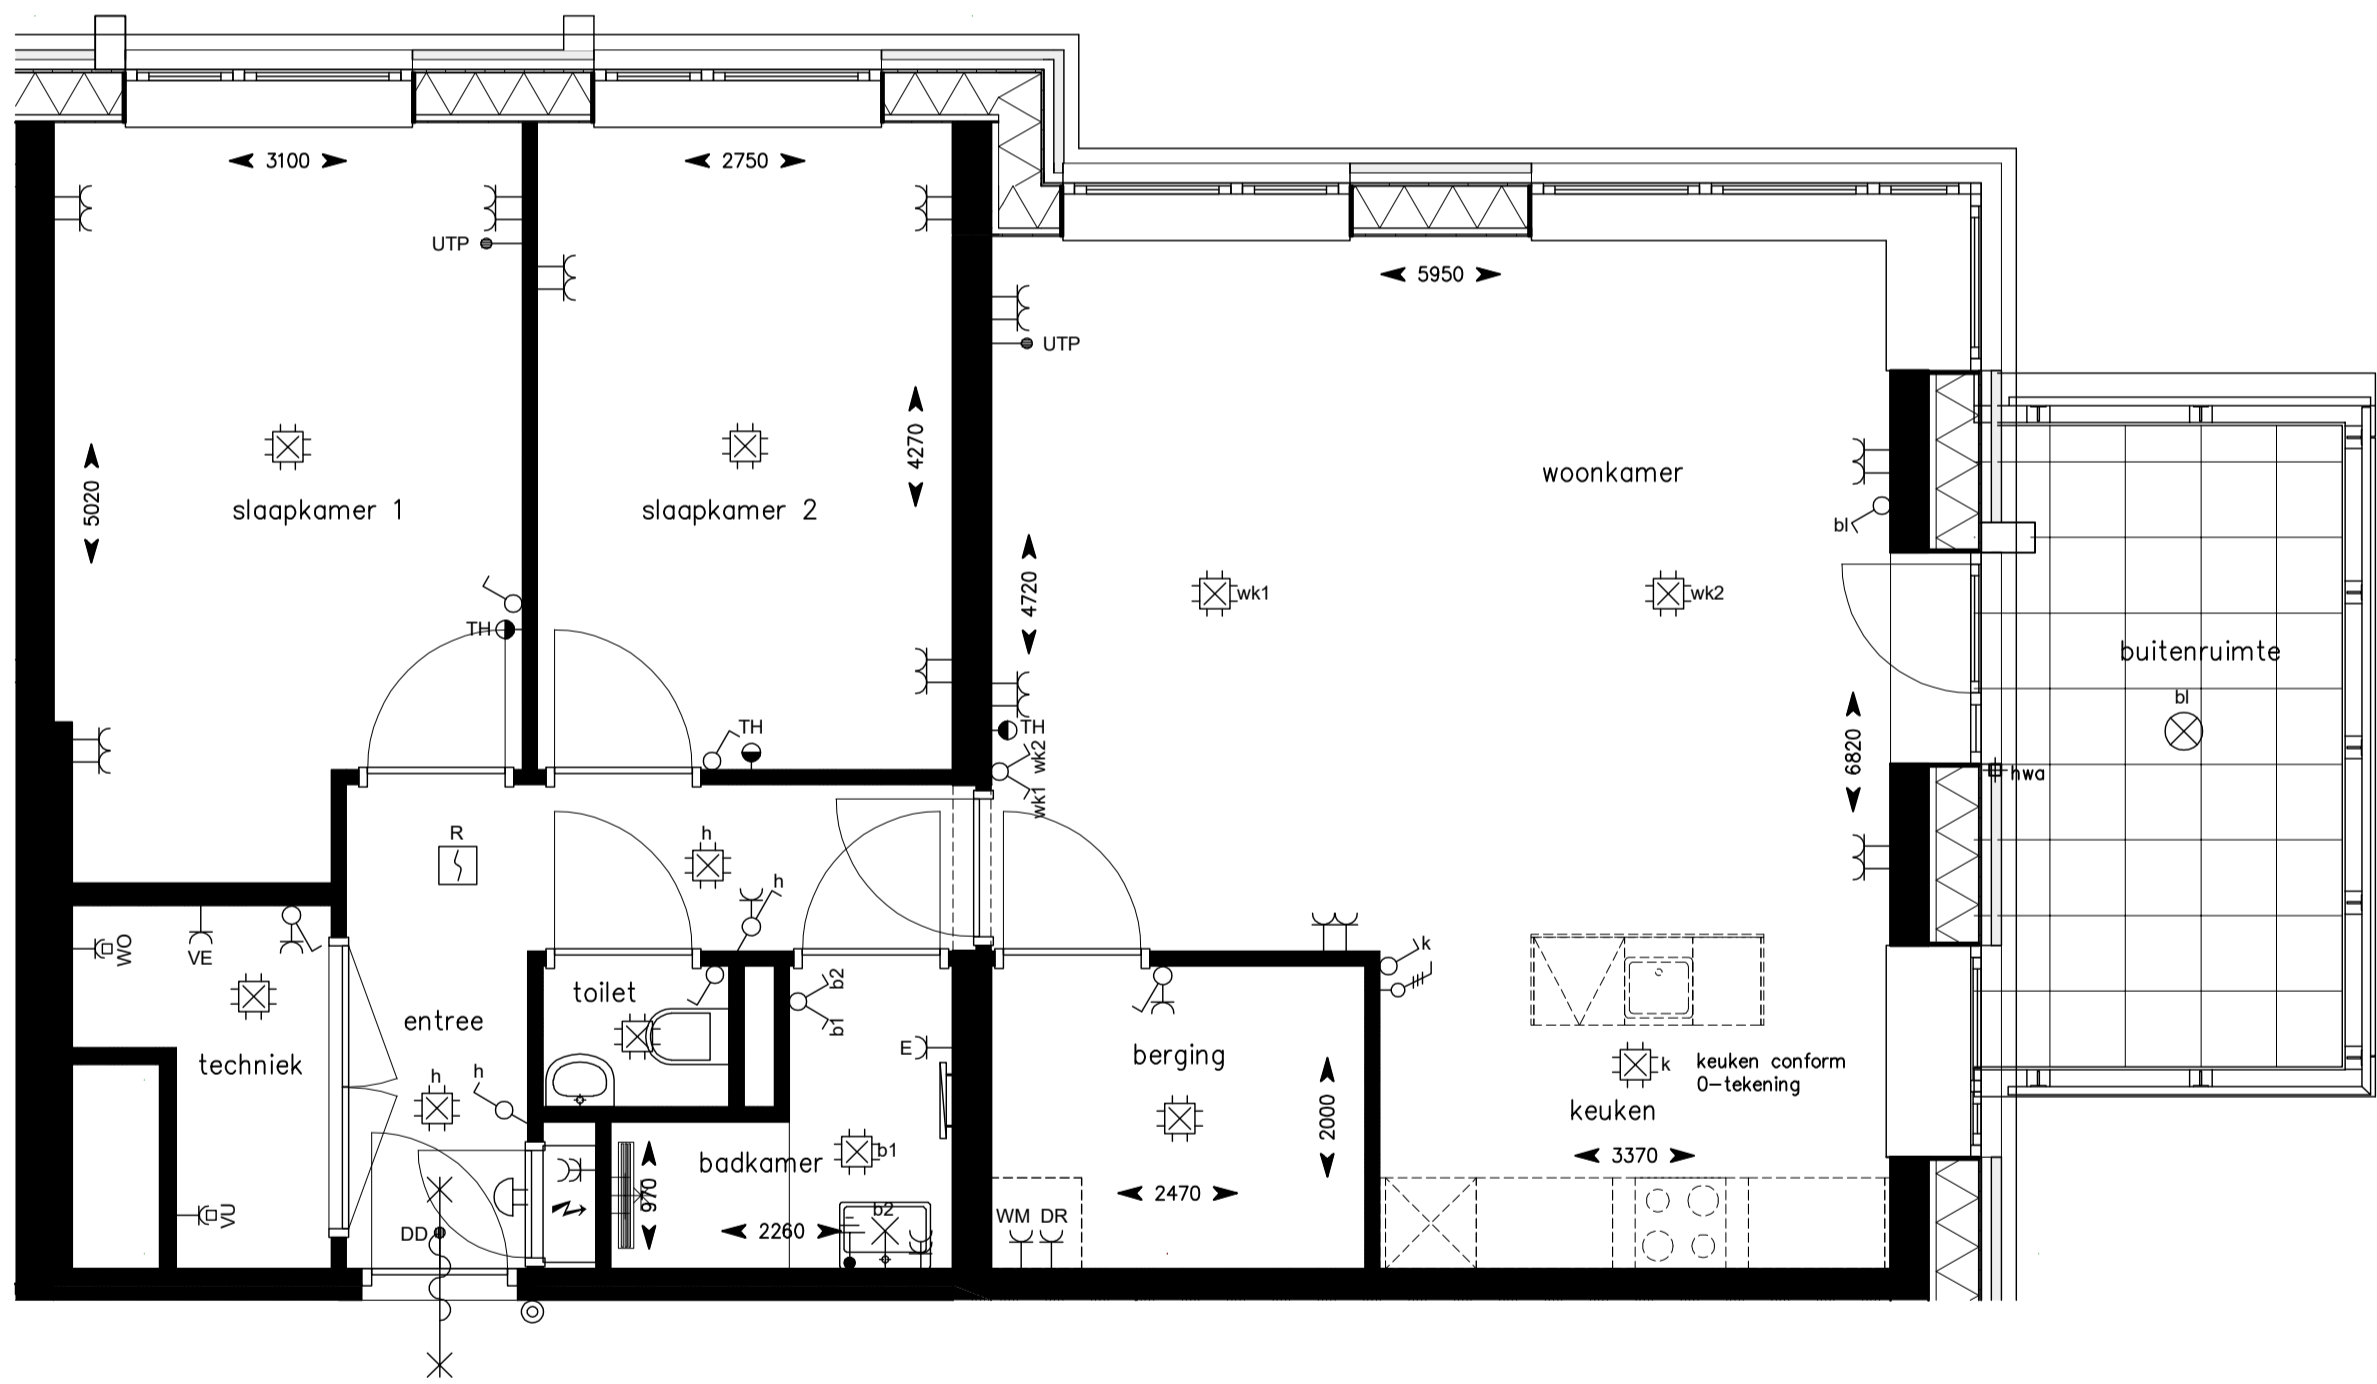 3100
2750
UTP
5950
UTP
4270
5020
slaapkamer 1
slaapkamer 2
woonkamer
bl
4720
wk1
wk2
TH
buitenruimte
bl
TH
TH
wk2
wk1
6820
hwa
R
h
h
WO
VE
k
toilet
b2
b1
entree
techniek
E
berging
keuken conform
0-tekening
k
h
h
2000
keuken
badkamer
b1
3370
970
2470
VU
DD
2260
b2
WM
DR